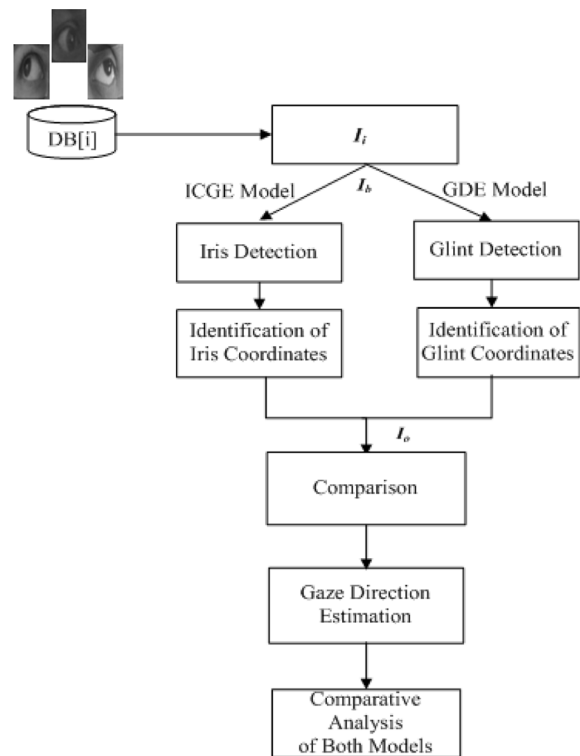 DB[i]
I_i
ICGE Model
I_b
GDE Model
Iris Detection
Glint Detection
Identification of
Iris Coordinates
Identification of
Glint Coordinates
I_o
Comparison
Gaze Direction
Estimation
Comparative
Analysis
of Both Models